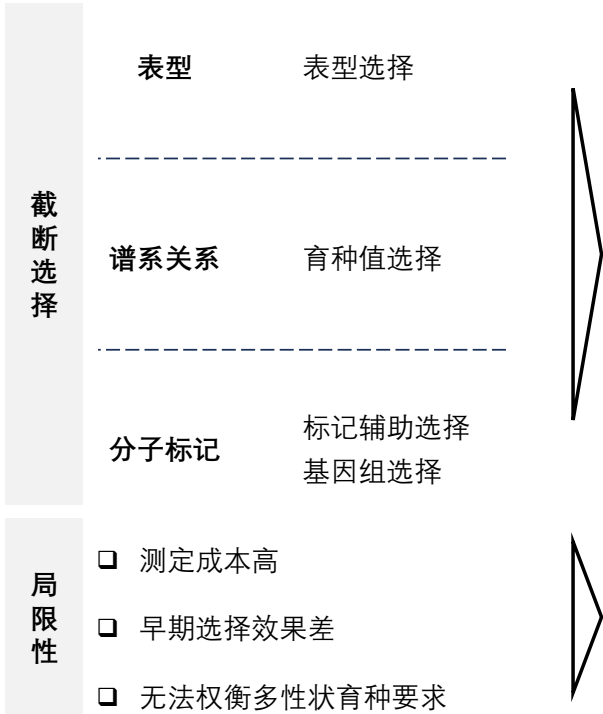 截断选择
表型 表型选择
谱系关系 育种值选择
分子标记 标记辅助选择
基因组选择
局限性
测定成本高
早期选择效果差
无法权衡多性状育种要求